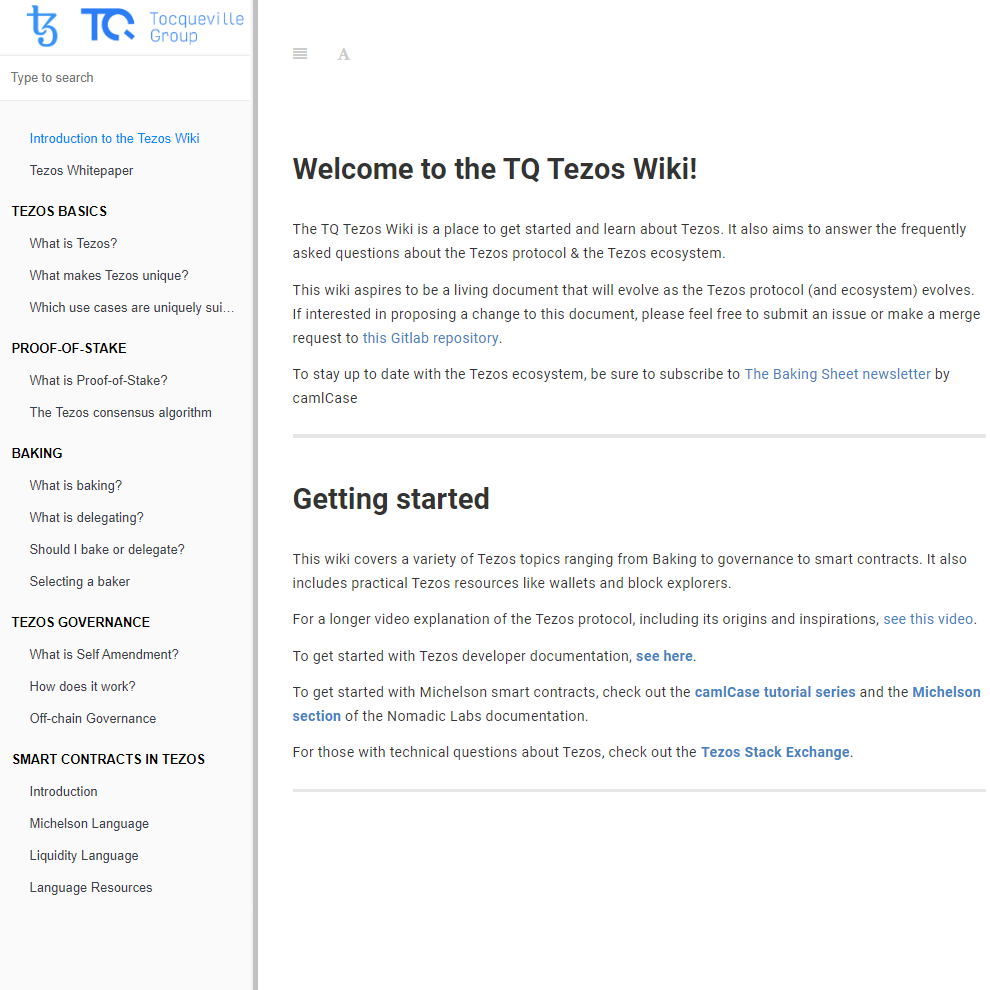 TQ Tocqueville
Group
Type to search
Introduction to the Tezos Wiki
Tezos Whitepaper
TEZOS BASICS
What is Tezos?
What makes Tezos unique?
Which use cases are uniquely sui…
PROOF-OF-STAKE
What is Proof-of-Stake?
The Tezos consensus algorithm
BAKING
What is baking?
What is delegating?
Should I bake or delegate?
Selecting a baker
TEZOS GOVERNANCE
What is Self Amendment?
How does it work?
Off-chain Governance
SMART CONTRACTS IN TEZOS
Introduction
Michelson Language
Liquidity Language
Language Resources
A
Welcome to the TQ Tezos Wiki!
The TQ Tezos Wiki is a place to get started and learn about Tezos. It also aims to answer the frequently
asked questions about the Tezos protocol & the Tezos ecosystem.
This wiki aspires to be a living document that will evolve as the Tezos protocol (and ecosystem) evolves.
If interested in proposing a change to this document, please feel free to submit an issue or make a merge
request to this Gitlab repository.
To stay up to date with the Tezos ecosystem, be sure to subscribe to The Baking Sheet newsletter by
camlCase
Getting started
This wiki covers a variety of Tezos topics ranging from Baking to governance to smart contracts. It also
includes practical Tezos resources like wallets and block explorers.
For a longer video explanation of the Tezos protocol, including its origins and inspirations, see this video.
To get started with Tezos developer documentation, see here.
To get started with Michelson smart contracts, check out the camlCase tutorial series and the Michelson
section of the Nomadic Labs documentation.
For those with technical questions about Tezos, check out the Tezos Stack Exchange.